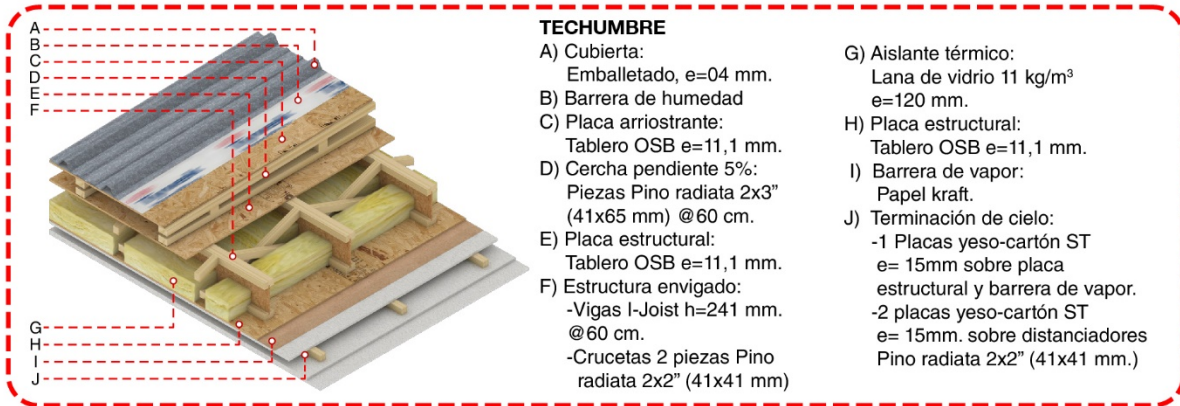 A
B
C
D
E
F
G
H
I
J
TECHUMBRE
A) Cubierta:
Emballetado, e=04 mm.
B) Barrera de humedad
C) Placa arriostrante:
Tablero OSB e=11,1 mm.
D) Cercha pendiente 5%:
Piezas Pino radiata 2x3”
(41x65 mm) @60 cm.
E) Placa estructural:
Tablero OSB e=11,1 mm.
F) Estructura envigado:
-Vigas I-Joist h=241 mm.
@60 cm.
-Crucetas 2 piezas Pino
radiata 2x2” (41x41 mm)
G) Aislante térmico:
Lana de vidrio 11 kg/m³
e=120 mm.
H) Placa estructural:
Tablero OSB e=11,1 mm.
I) Barrera de vapor:
Papel kraft.
J) Terminación de cielo:
-1 Placas yeso-cartón ST
e= 15mm sobre placa
estructural y barrera de vapor.
-2 placas yeso-cartón ST
e= 15mm. sobre distanciadores
Pino radiata 2x2” (41x41 mm.)